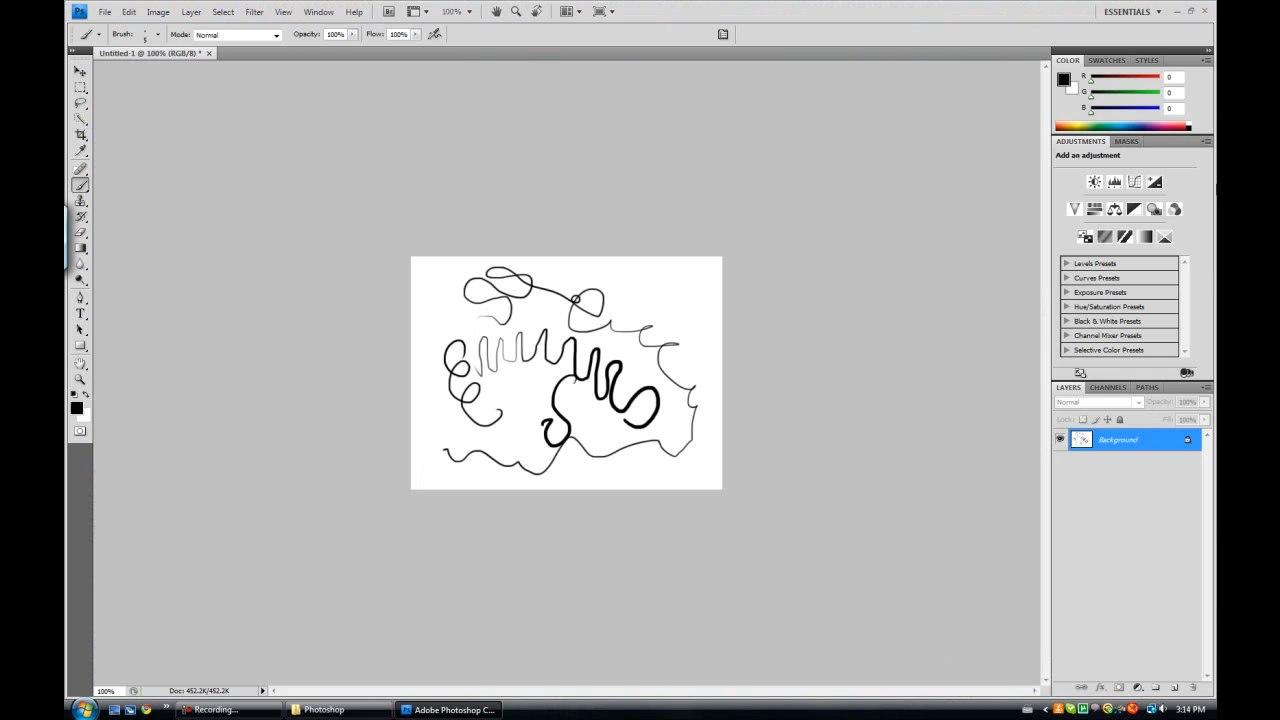 Ps File Edit Image Layer Select Filter View Window Help Br 100% ESSENTIALS
Brush: 5 Mode: Normal Opacity: 100% Flow: 100%
Untitled-1 @ 100% (RGB/8) *
COLOR SWATCHES STYLES
R 0
G 0
B 0
ADJUSTMENTS MASKS
Add an adjustment
Levels Presets
Curves Presets
Exposure Presets
Hue/Saturation Presets
Black & White Presets
Channel Mixer Presets
Selective Color Presets
LAYERS CHANNELS PATHS
Normal Opacity: 100%
Lock: Fill: 100%
Background
100% Doc: 452.2K/452.2K
Recording... Photoshop Ps Adobe Photoshop C... 3:14 PM